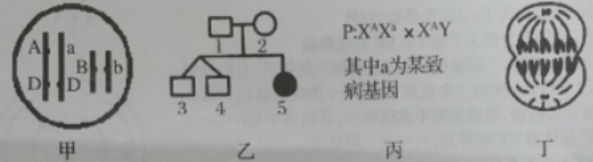 A a B b
D D
1 2
3 4 5
P:XᴬXᵃ × XᴬY
其中a为某致
病基因
甲 乙 丙 丁